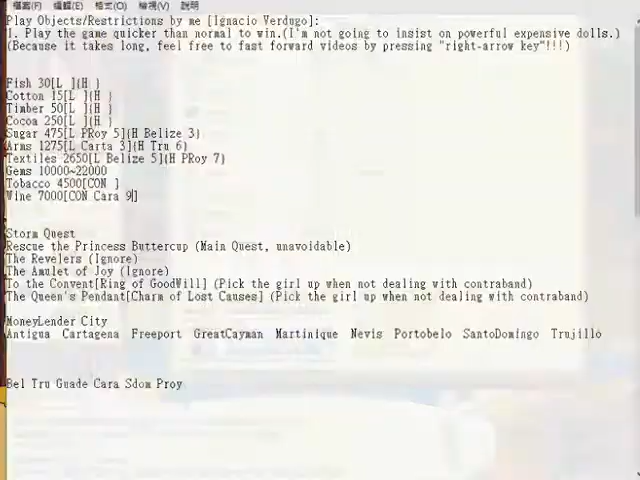 檔案(F) 編輯(E) 格式(O) 檢視(V) 說明
Play Objects/Restrictions by me [Ignacio Verdugo]:
1. Play the game quicker than normal to win.(I'm not going to insist on powerful expensive dolls.)
(Because it takes long, feel free to fast forward videos by pressing "right-arrow key"!!!)
Fish 30[L ](H )
Cotton 15[L ](H )
Timber 50[L ](H )
Cocoa 250[L ](H )
Sugar 475[L PRoy 5](H Belize 3)
Arms 1275[L Carta 3](H Tru 6)
Textiles 2650[L Belize 5](H PRoy 7)
Gems 10000~22000
Tobacco 4500[CON ]
Wine 7000[CON Cara 9]
Storm Quest
Rescue the Princess Buttercup (Main Quest, unavoidable)
The Revelers (Ignore)
The Amulet of Joy (Ignore)
To the Convent[Ring of GoodWill] (Pick the girl up when not dealing with contraband)
The Queen's Pendant[Charm of Lost Causes] (Pick the girl up when not dealing with contraband)
MoneyLender City
Antigua Cartagena Freeport GreatCayman Martinique Nevis Portobelo SantoDomingo Trujillo
Bel Tru Guade Cara Sdom Proy